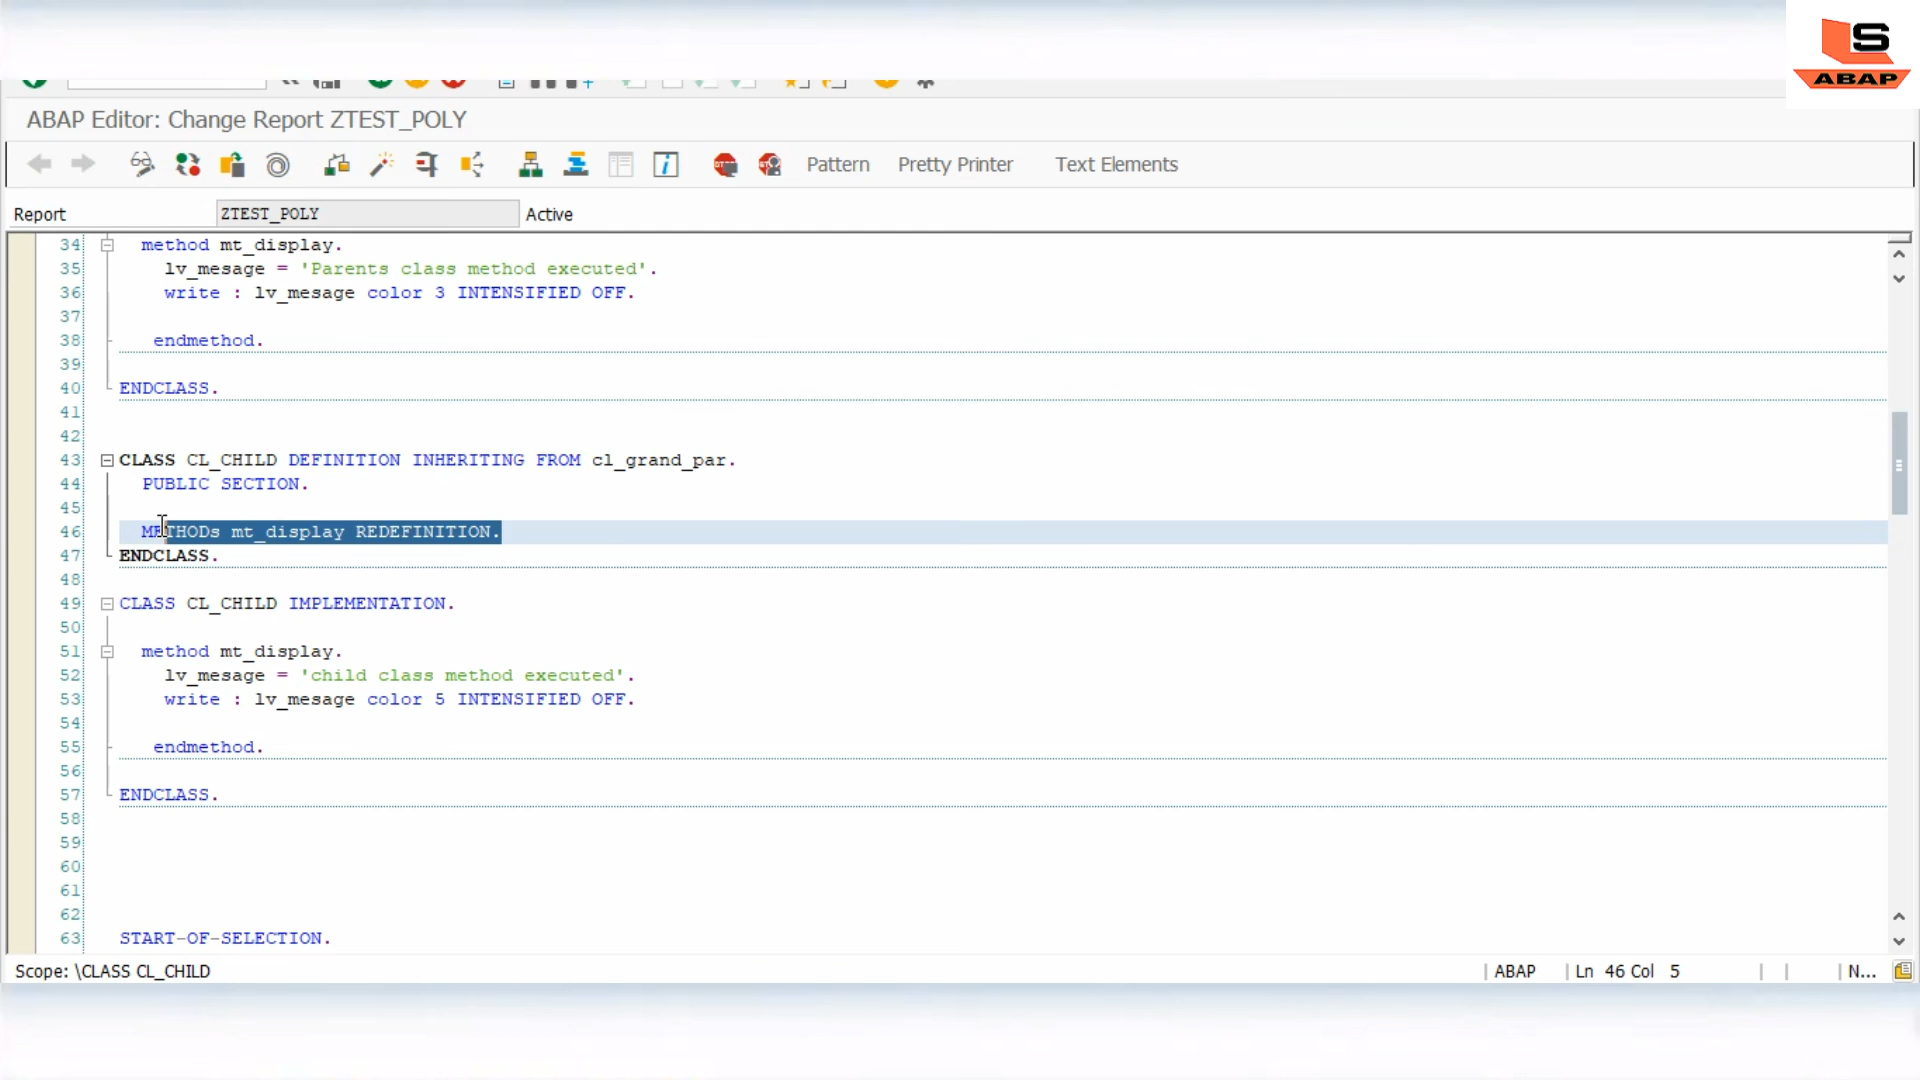 S
ABAP
ABAP Editor: Change Report ZTEST_POLY
Pattern Pretty Printer Text Elements
Report ZTEST_POLY Active
34 method mt_display.
35 lv_mesage = 'Parents class method executed'.
36 write : lv_mesage color 3 INTENSIFIED OFF.
37
38 endmethod.
39
40 ENDCLASS.
41
42
43 CLASS CL_CHILD DEFINITION INHERITING FROM cl_grand_par.
44 PUBLIC SECTION.
45
46 METHODs mt_display REDEFINITION.
47 ENDCLASS.
48
49 CLASS CL_CHILD IMPLEMENTATION.
50
51 method mt_display.
52 lv_mesage = 'child class method executed'.
53 write : lv_mesage color 5 INTENSIFIED OFF.
54
55 endmethod.
56
57 ENDCLASS.
58
59
60
61
62
63 START-OF-SELECTION.
Scope: \CLASS CL_CHILD ABAP Ln 46 Col 5 N...